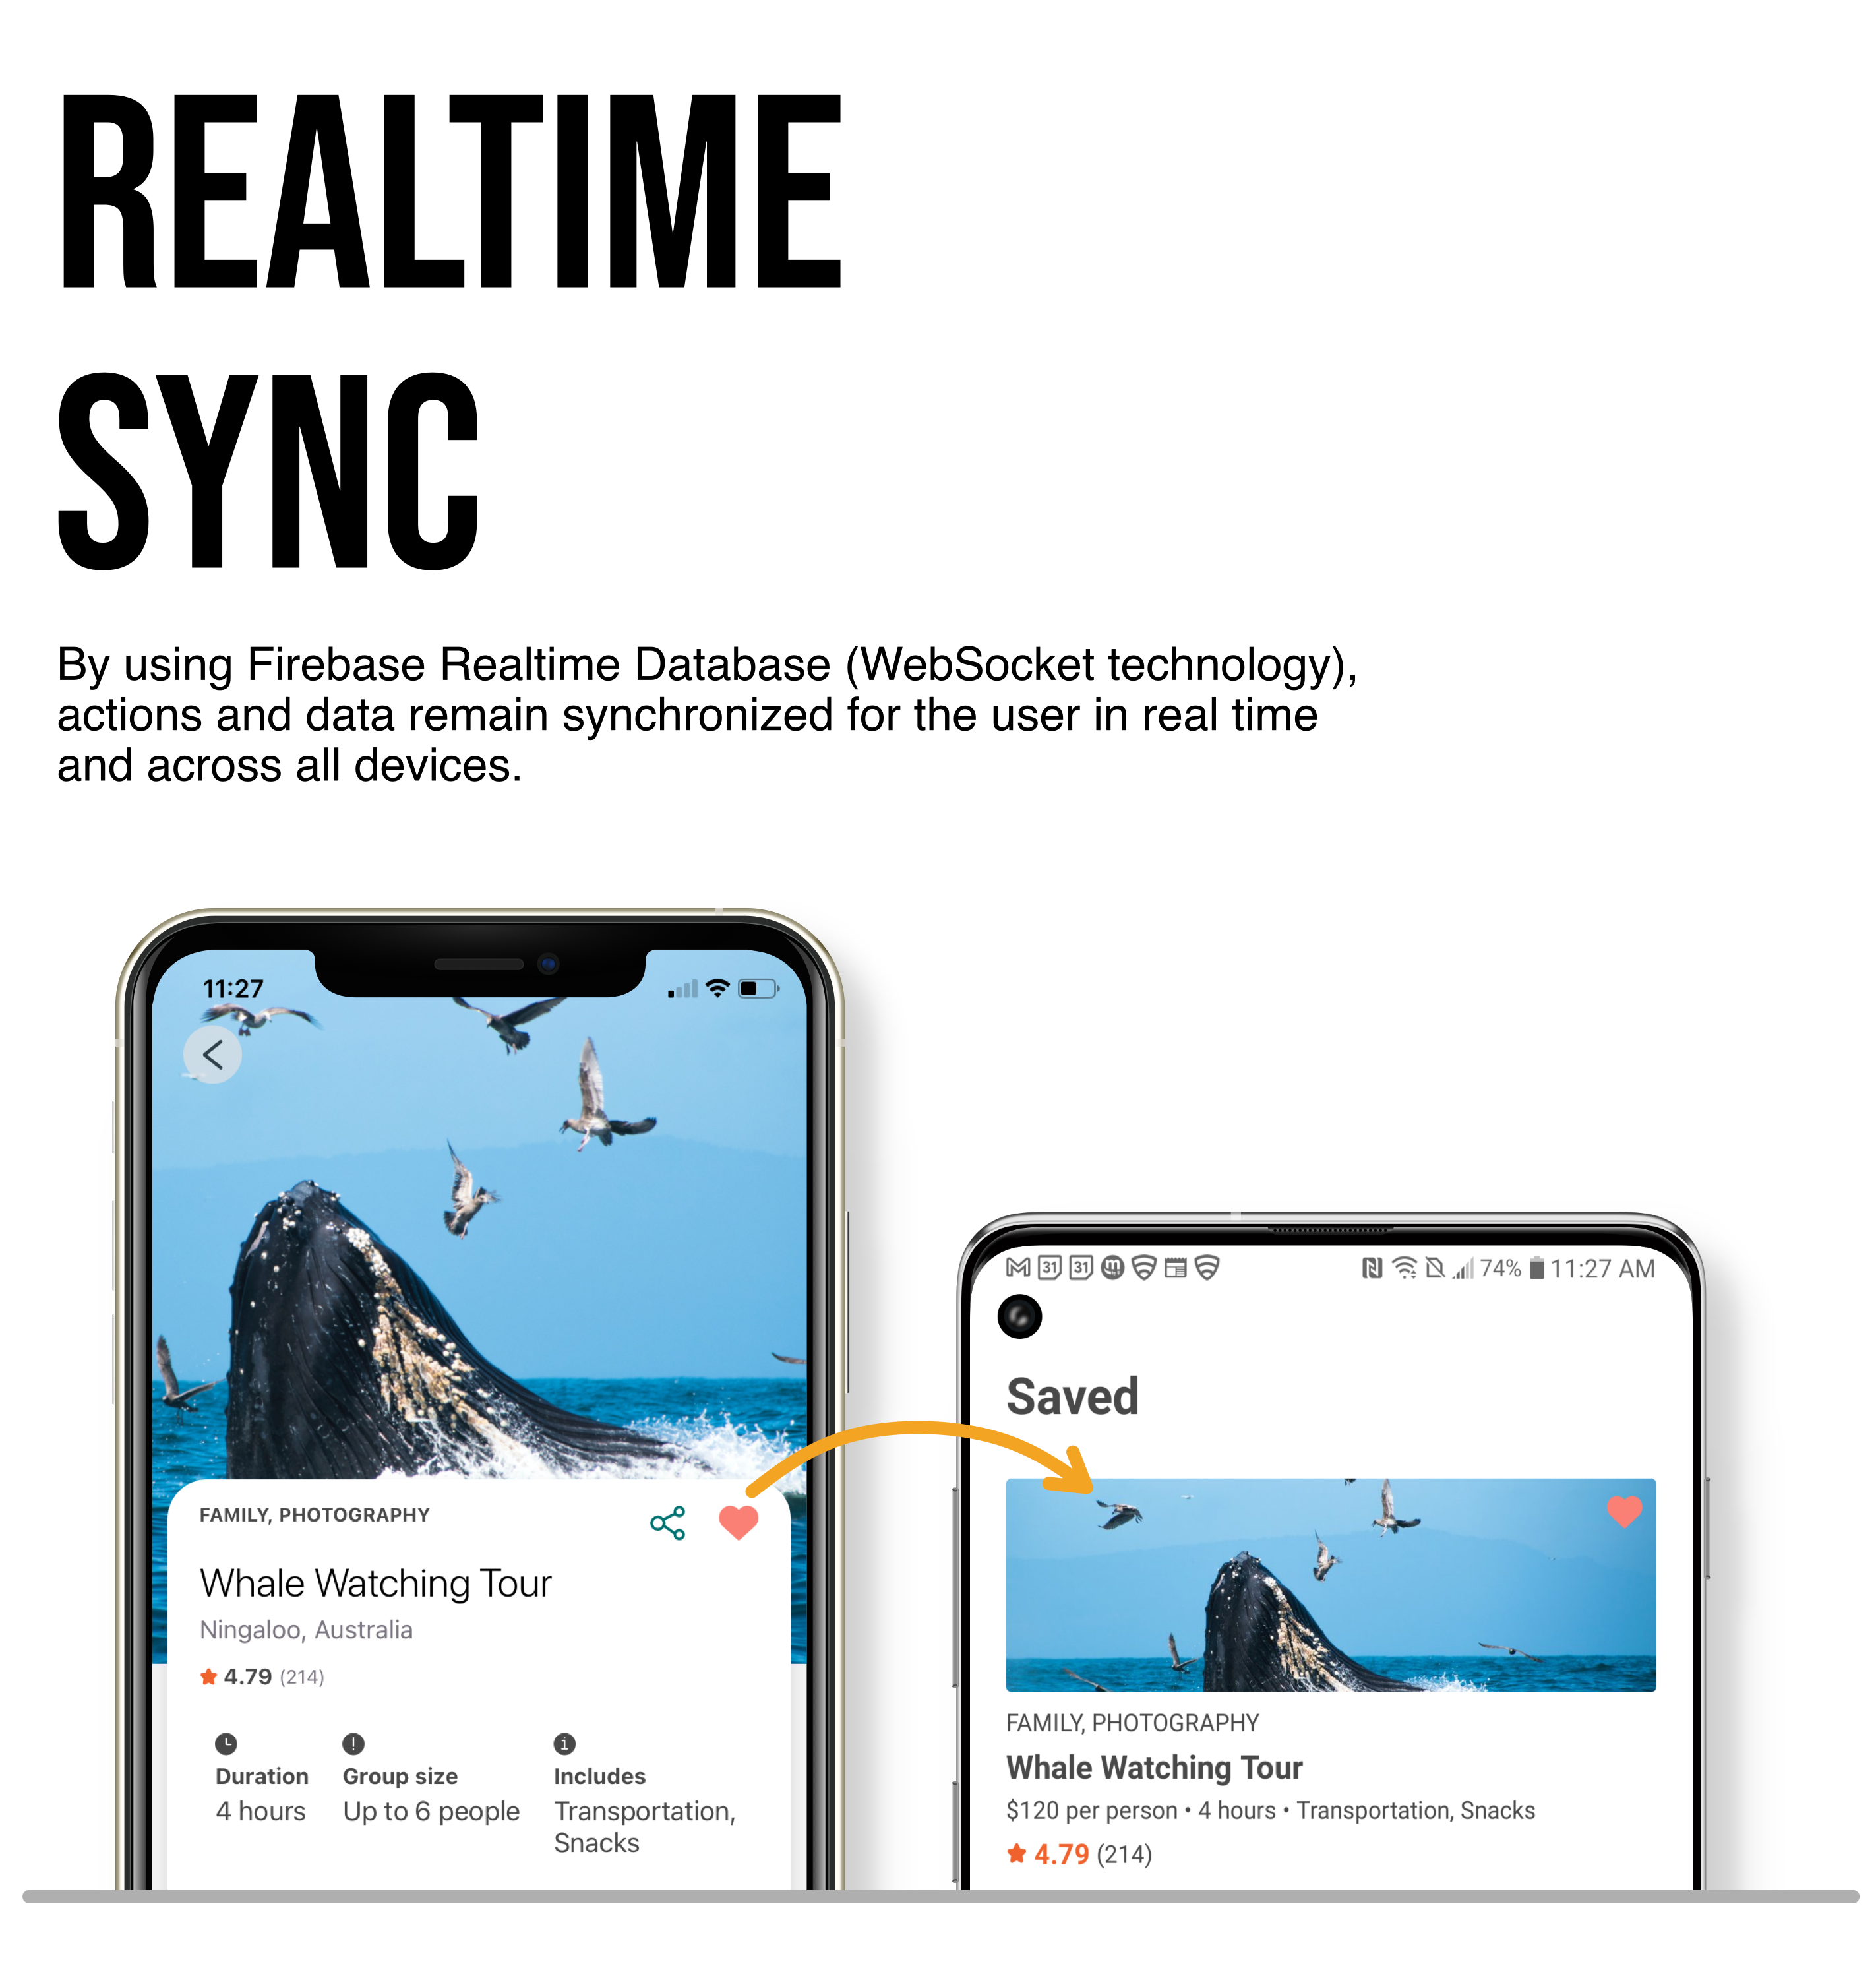 REALTIME
SYNC
By using Firebase Realtime Database (WebSocket technology),
actions and data remain synchronized for the user in real time
and across all devices.
11:27
FAMILY, PHOTOGRAPHY
Whale Watching Tour
Ningaloo, Australia
4.79 (214)
Duration Group size Includes
4 hours Up to 6 people Transportation,
Snacks
31 31 74% 11:27 AM
Saved
FAMILY, PHOTOGRAPHY
Whale Watching Tour
$120 per person • 4 hours • Transportation, Snacks
4.79 (214)